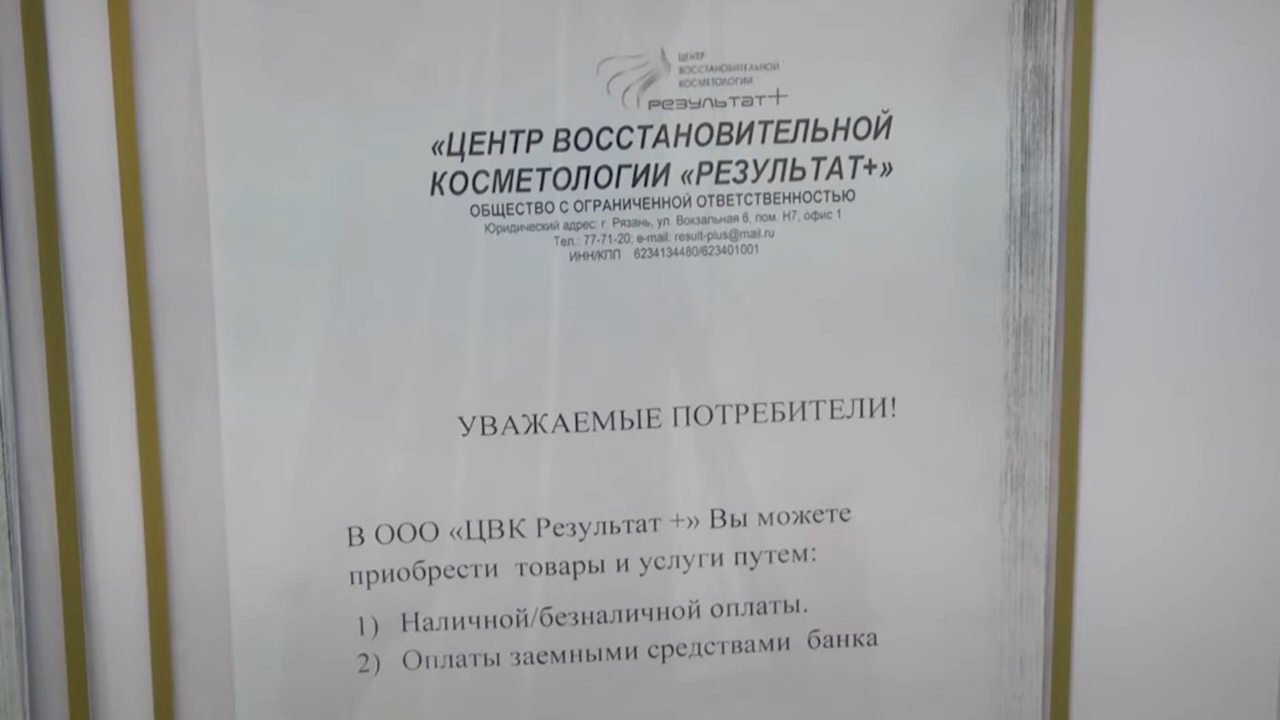 ЦЕНТР
ВОССТАНОВИТЕЛЬНОЙ
КОСМЕТОЛОГИИ
РЕЗУЛЬТАТ+
«ЦЕНТР ВОССТАНОВИТЕЛЬНОЙ
КОСМЕТОЛОГИИ «РЕЗУЛЬТАТ+»
ОБЩЕСТВО С ОГРАНИЧЕННОЙ ОТВЕТСТВЕННОСТЬЮ
Юридический адрес: г. Рязань, ул. Вокзальная 6, пом. Н7, офис 1
Тел.: 77-71-20; e-mail: result-plus@mail.ru
ИНН/КПП 6234134480/623401001
УВАЖАЕМЫЕ ПОТРЕБИТЕЛИ!
В ООО «ЦВК Результат +» Вы можете
приобрести товары и услуги путем:
1) Наличной/безналичной оплаты.
2) Оплаты заемными средствами банка